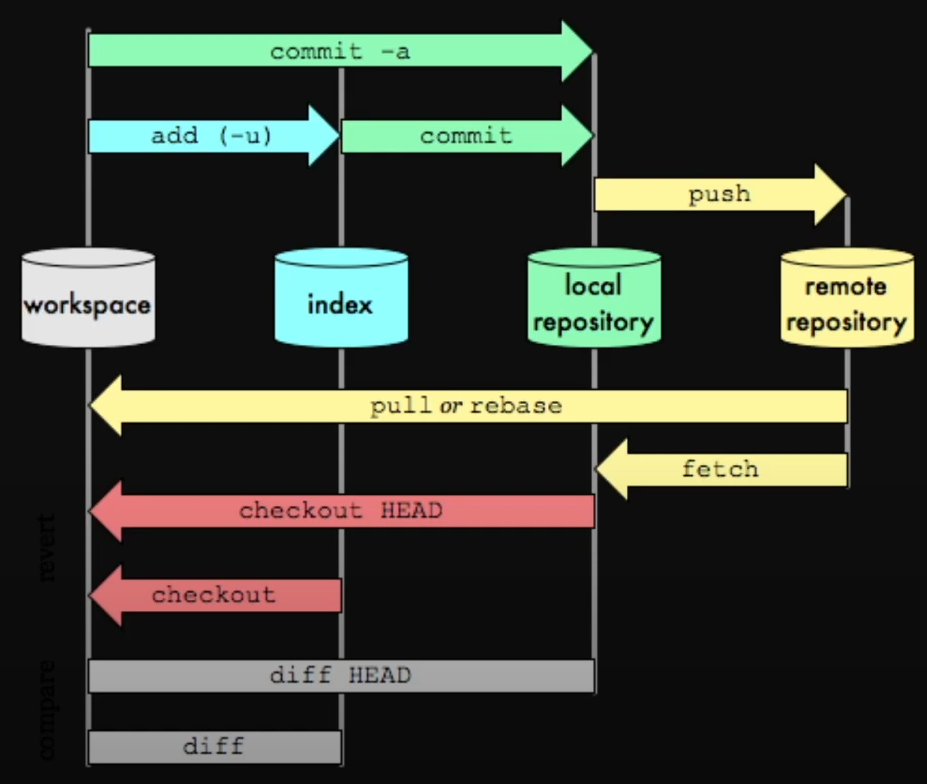 commit -a
add (-u)
commit
push
workspace
index
local
repository
remote
repository
pull or rebase
fetch
checkout HEAD
revert
checkout
diff HEAD
compare
diff